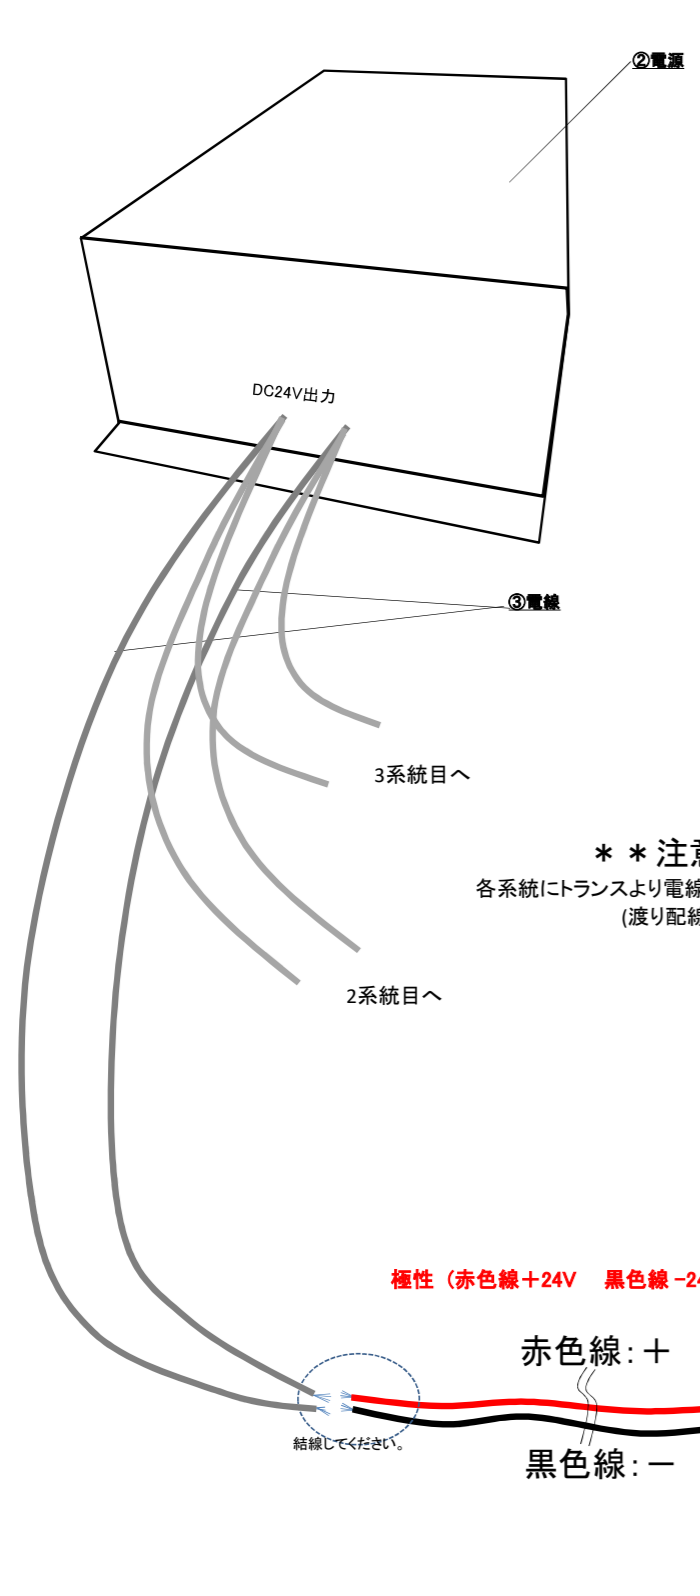 ②電源
DC24V出力
③電線
3系統目へ
＊＊注意
各系統にトランスより電線
(渡り配線
2系統目へ
極性（赤色線＋24V　黒色線 −24
赤色線：＋
結線してください。
黒色線：－